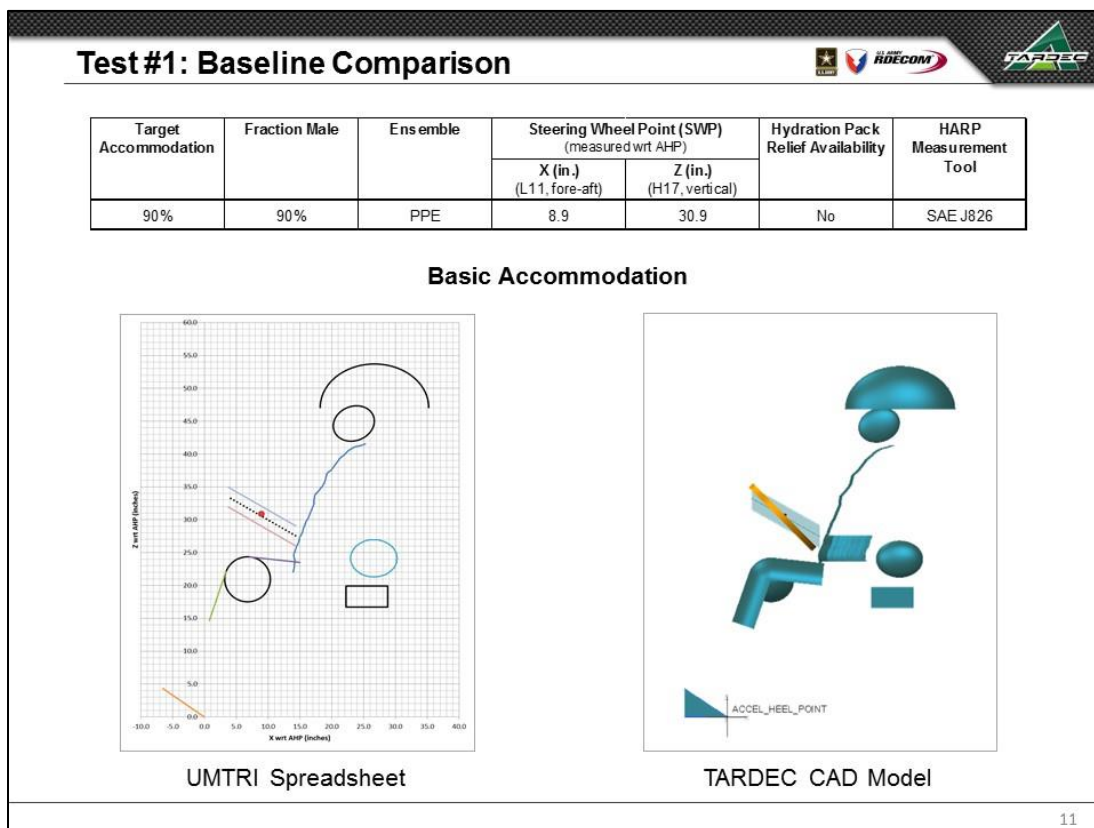 Test #1: Baseline Comparison
U.S. ARMY
U.S. ARMY
RDECOM
TARDEC
Target Accommodation
Fraction Male
Ensemble
Steering Wheel Point (SWP)
(measured wrt AHP)
Hydration Pack Relief Availability
HARP Measurement Tool
X (in.)
(L11, fore-aft)
Z (in.)
(H17, vertical)
90%
90%
PPE
8.9
30.9
No
SAE J826
Basic Accommodation
60.0
55.0
50.0
45.0
40.0
35.0
30.0
25.0
20.0
15.0
10.0
5.0
0.0
Z wrt AHP (inches)
-10.0 -5.0 0.0 5.0 10.0 15.0 20.0 25.0 30.0 35.0 40.0
X wrt AHP (inches)
ACCEL_HEEL_POINT
UMTRI Spreadsheet
TARDEC CAD Model
11